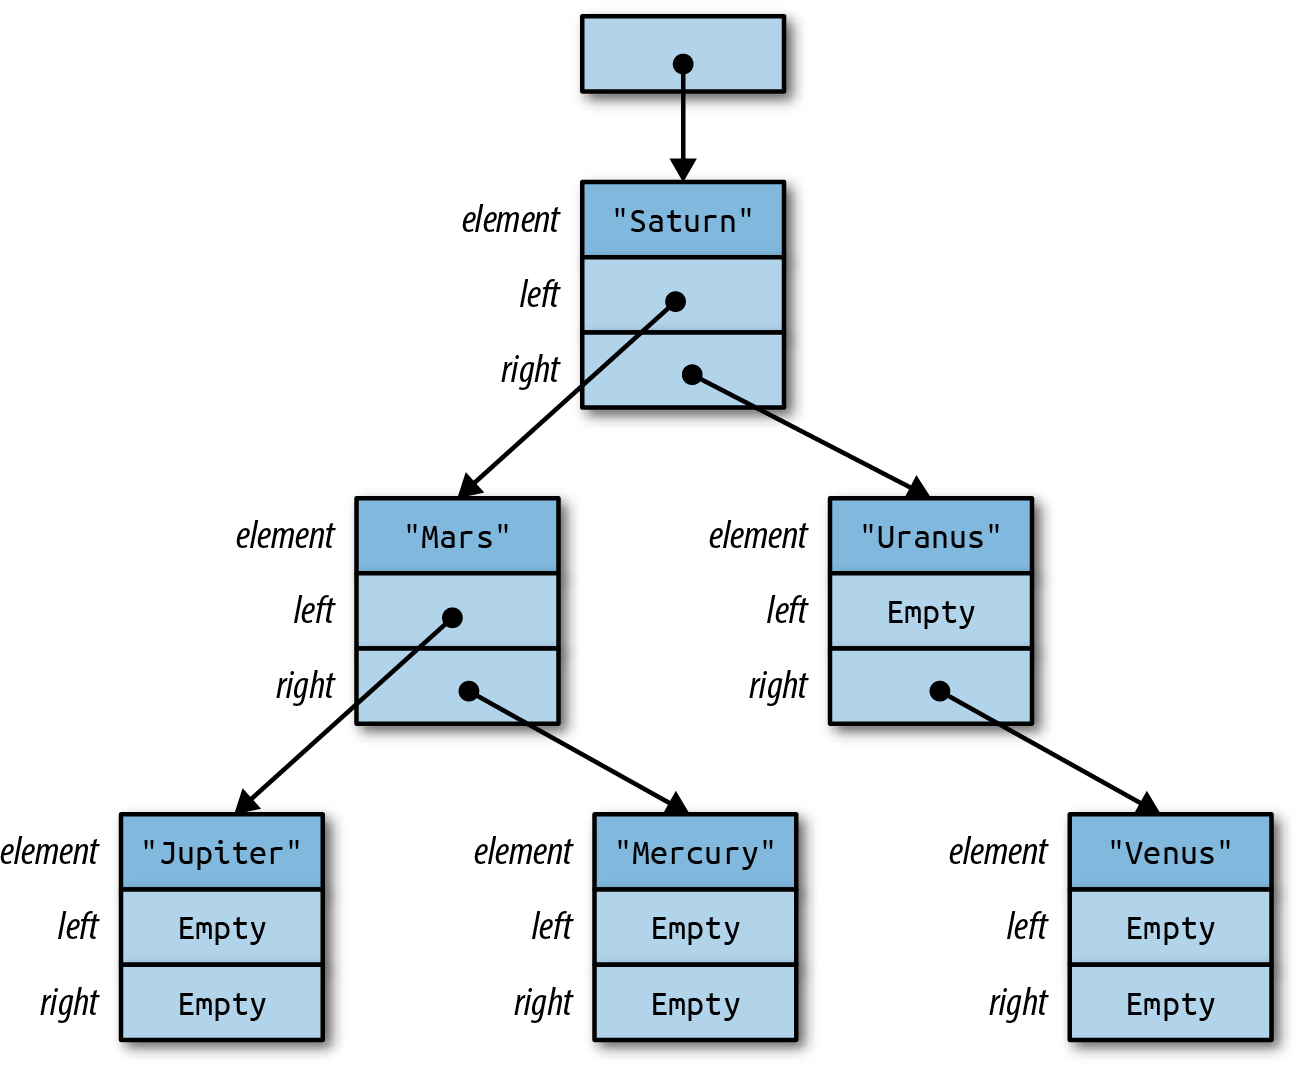 element "Saturn"
left
right
element "Mars"
left
right
element "Uranus"
left Empty
right
element "Jupiter"
left Empty
right Empty
element "Mercury"
left Empty
right Empty
element "Venus"
left Empty
right Empty